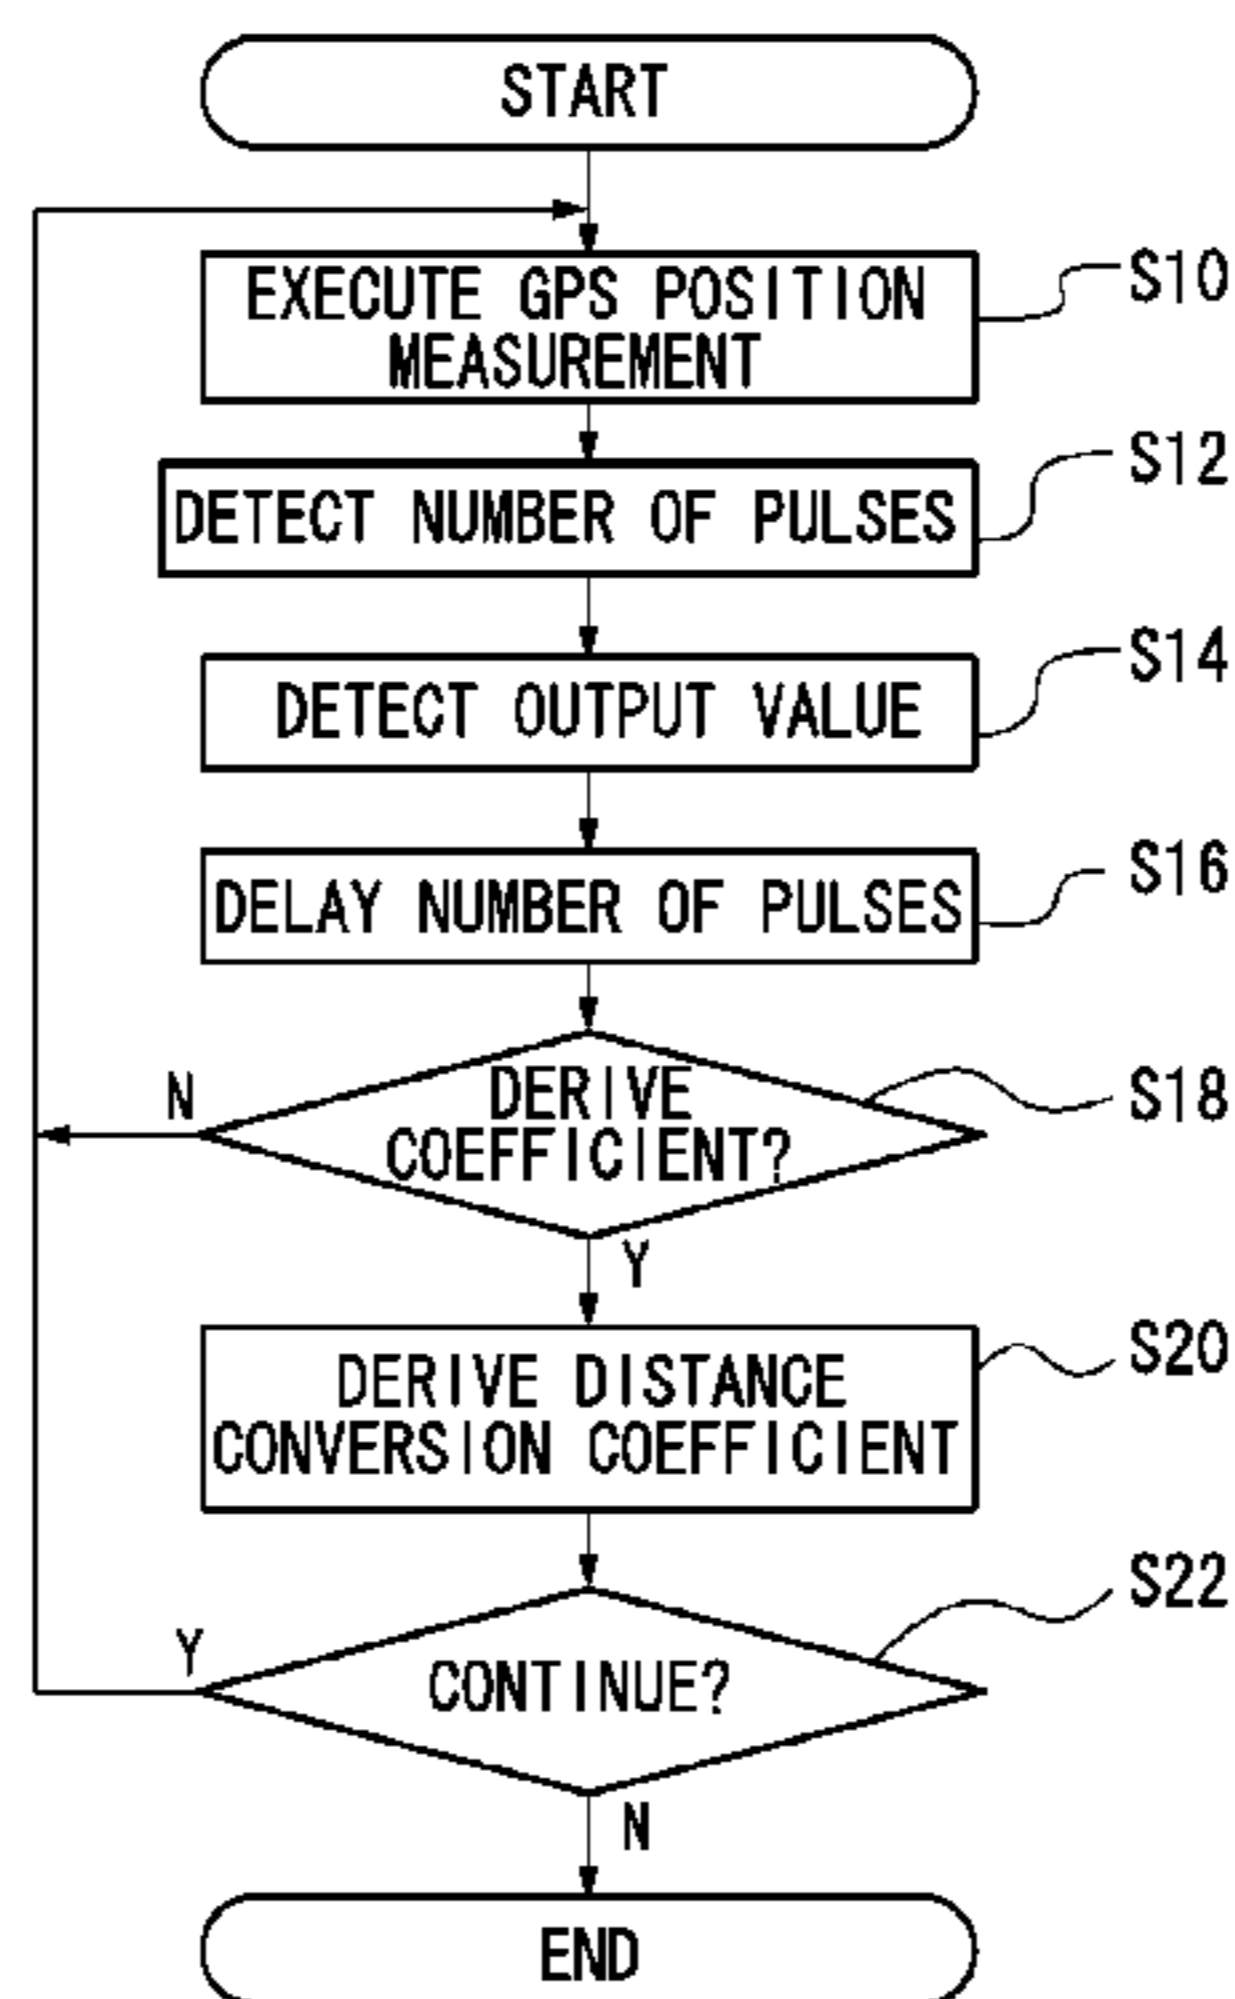 START
EXECUTE GPS POSITION
MEASUREMENT
S10
DETECT NUMBER OF PULSES
S12
DETECT OUTPUT VALUE
S14
DELAY NUMBER OF PULSES
S16
DERIVE
COEFFICIENT?
S18
N
Y
DERIVE DISTANCE
CONVERSION COEFFICIENT
S20
CONTINUE?
S22
Y
N
END